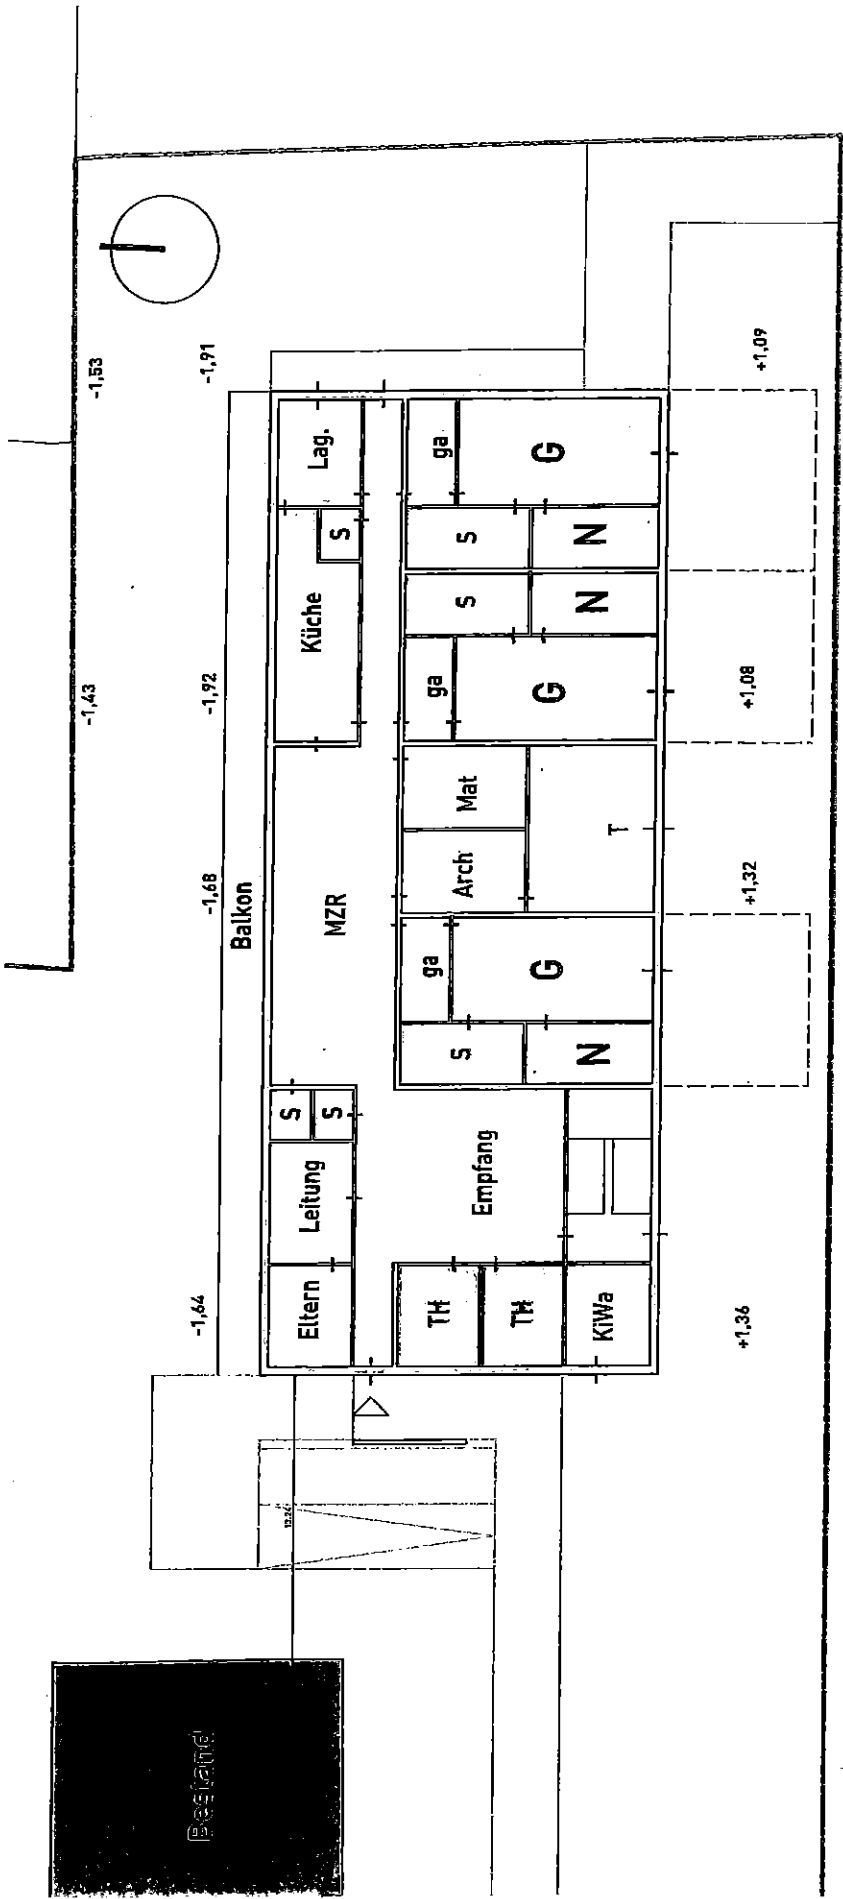 -1,64
-1,68
-1,92
-1,91
-1,43
-1,53
Balkon
Eltern
Leitung
S
S
MZR
Küche
S
Lag.
TH
TH
KiWa
Empfang
S
N
ga
G
Arch
Mat
T
ga
G
S
N
S
N
ga
G
+1,36
+1,32
+1,08
+1,09
Bestand